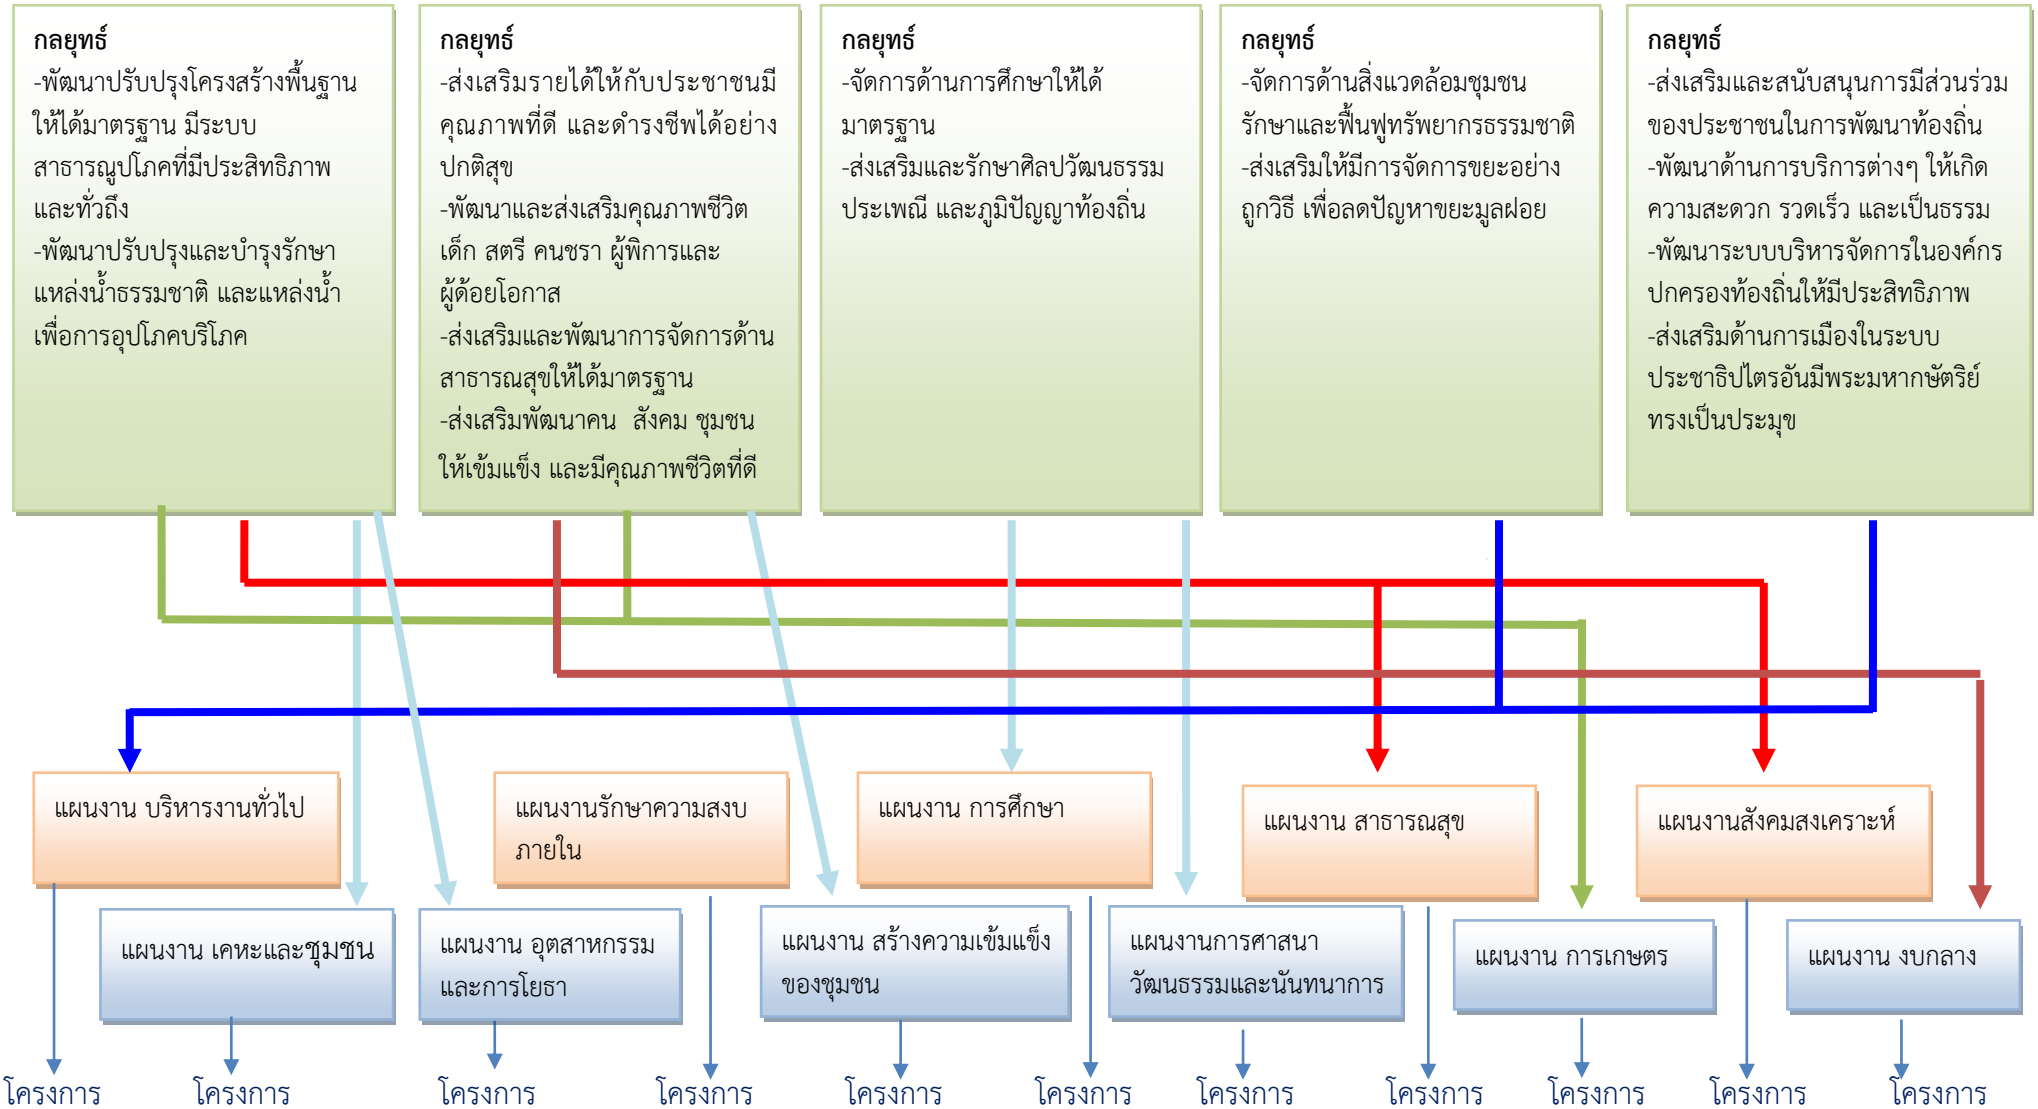 กลยุทธ์
-พัฒนาปรับปรุงโครงสร้างพื้นฐาน
ให้ได้มาตรฐาน มีระบบ
สาธารณูปโภคที่มีประสิทธิภาพ
และทั่วถึง
-พัฒนาปรับปรุงและบำรุงรักษา
แหล่งน้ำธรรมชาติ และแหล่งน้ำ
เพื่อการอุปโภคบริโภค
กลยุทธ์
-ส่งเสริมรายได้ให้กับประชาชนมี
คุณภาพที่ดี และดำรงชีพได้อย่าง
ปกติสุข
-พัฒนาและส่งเสริมคุณภาพชีวิต
เด็ก สตรี คนชรา ผู้พิการและ
ผู้ด้อยโอกาส
-ส่งเสริมและพัฒนาการจัดการด้าน
สาธารณสุขให้ได้มาตรฐาน
-ส่งเสริมพัฒนาคน สังคม ชุมชน
ให้เข้มแข็ง และมีคุณภาพชีวิตที่ดี
กลยุทธ์
-จัดการด้านการศึกษาให้ได้
มาตรฐาน
-ส่งเสริมและรักษาศิลปวัฒนธรรม
ประเพณี และภูมิปัญญาท้องถิ่น
กลยุทธ์
-จัดการด้านสิ่งแวดล้อมชุมชน
รักษาและฟื้นฟูทรัพยากรธรรมชาติ
-ส่งเสริมให้มีการจัดการขยะอย่าง
ถูกวิธี เพื่อลดปัญหาขยะมูลฝอย
กลยุทธ์
-ส่งเสริมและสนับสนุนการมีส่วนร่วม
ของประชาชนในการพัฒนาท้องถิ่น
-พัฒนาด้านการบริการต่างๆ ให้เกิด
ความสะดวก รวดเร็ว และเป็นธรรม
-พัฒนาระบบบริหารจัดการในองค์กร
ปกครองท้องถิ่นให้มีประสิทธิภาพ
-ส่งเสริมด้านการเมืองในระบบ
ประชาธิปไตรอันมีพระมหากษัตริย์
ทรงเป็นประมุข
แผนงาน บริหารงานทั่วไป
แผนงานรักษาความสงบ
ภายใน
แผนงาน การศึกษา
แผนงาน สาธารณสุข
แผนงานสังคมสงเคราะห์
แผนงาน เคหะและชุมชน
แผนงาน อุตสาหกรรม
และการโยธา
แผนงาน สร้างความเข้มแข็ง
ของชุมชน
แผนงานการศาสนา
วัฒนธรรมและนันทนาการ
แผนงาน การเกษตร
แผนงาน งบกลาง
โครงการ
โครงการ
โครงการ
โครงการ
โครงการ
โครงการ
โครงการ
โครงการ
โครงการ
โครงการ
โครงการ